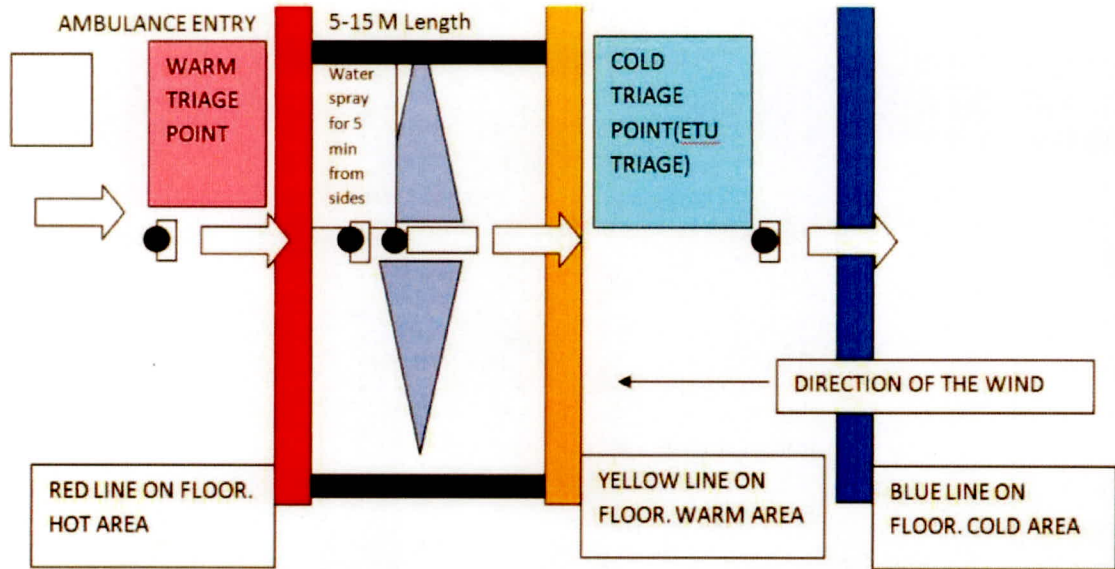 AMBULANCE ENTRY
5-15 M Length
WARM
TRIAGE
POINT
Water
spray
for 5
min
from
sides
COLD
TRIAGE
POINT(ETU
TRIAGE)
DIRECTION OF THE WIND
RED LINE ON FLOOR.
HOT AREA
YELLOW LINE ON
FLOOR. WARM AREA
BLUE LINE ON
FLOOR. COLD AREA